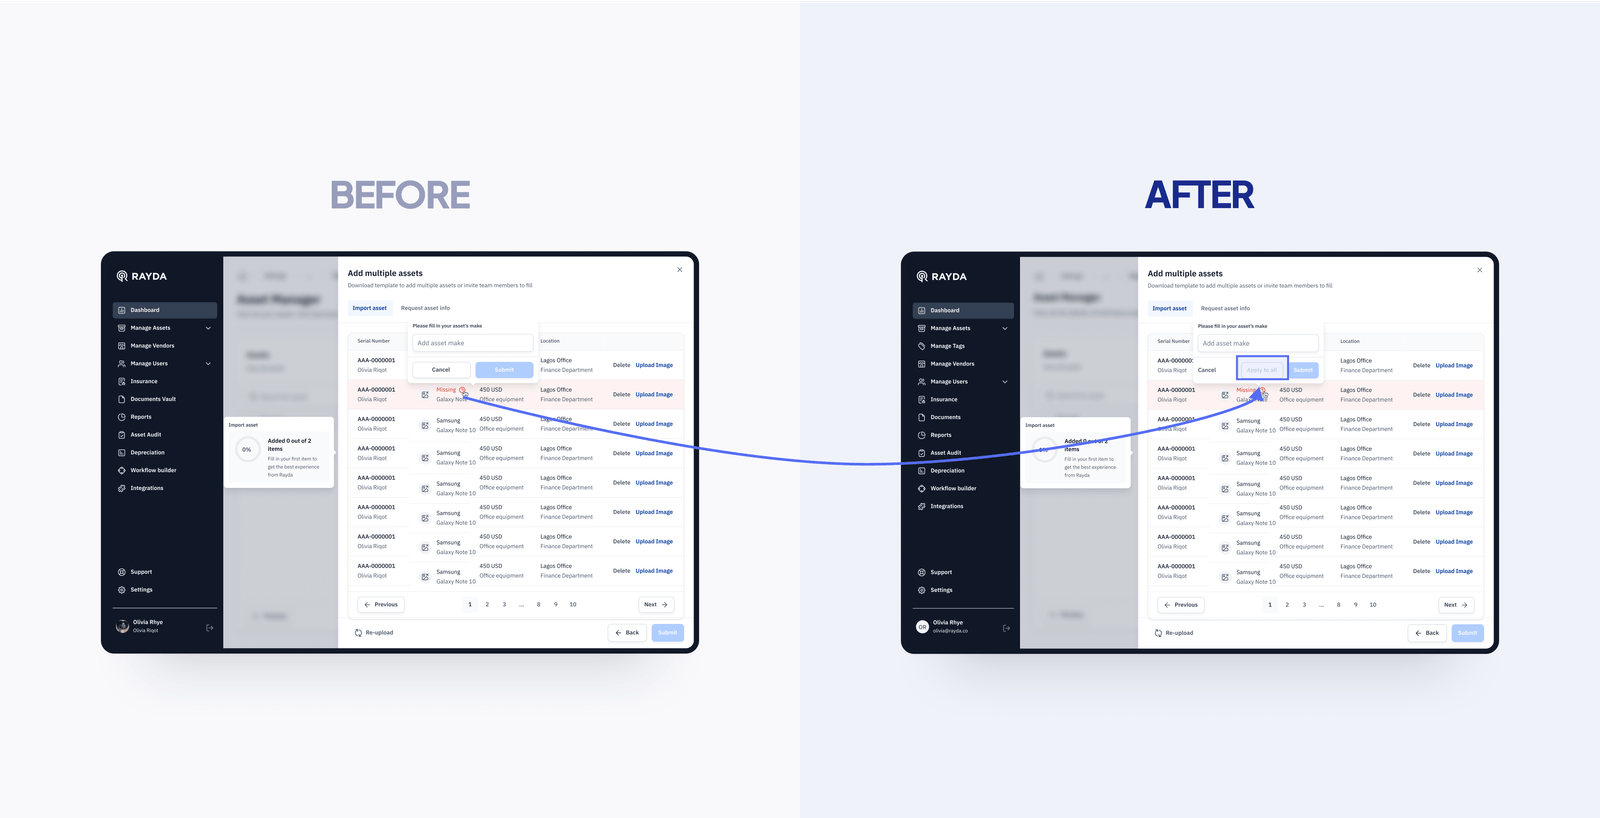 BEFORE
RAYDA
Dashboard
Manage Assets
Manage Vendors
Manage Users
Insurance
Documents Vault
Reports
Asset Audit
Depreciation
Workflow builder
Integrations
Support
Settings
Olivia Rhye
Olivia Riqot
Asset Manager
Import asset
0%
Added 0 out of 2
items
Fill in your first item to
get the best experience
from Rayda
Add multiple assets
Download template to add multiple assets or invite team members to fill
Import asset Request asset info
Please fill in your asset's make
Add asset make
Cancel Submit
Serial Number Location
AAA-0000001 Lagos Office
Olivia Riqot Office equipment Finance Department Delete Upload Image
AAA-0000001 Missing 450 USD Lagos Office
Olivia Riqot Galaxy Note Office equipment Finance Department Delete Upload Image
AAA-0000001 Samsung 450 USD Lagos Office
Olivia Riqot Galaxy Note 10 Office equipment Finance Department Delete Upload Image
AAA-0000001 Samsung 450 USD Lagos Office
Olivia Riqot Galaxy Note 10 Office equipment Finance Department Delete Upload Image
AAA-0000001 Samsung 450 USD Lagos Office
Olivia Riqot Galaxy Note 10 Office equipment Finance Department Delete Upload Image
AAA-0000001 Samsung 450 USD Lagos Office
Olivia Riqot Galaxy Note 10 Office equipment Finance Department Delete Upload Image
AAA-0000001 Samsung 450 USD Lagos Office
Olivia Riqot Galaxy Note 10 Office equipment Finance Department Delete Upload Image
AAA-0000001 Samsung 450 USD Lagos Office
Olivia Riqot Galaxy Note 10 Office equipment Finance Department Delete Upload Image
Previous 1 2 3 ... 8 9 10 Next
Re-upload Back Submit
AFTER
RAYDA
Dashboard
Manage Assets
Manage Tags
Manage Vendors
Manage Users
Insurance
Documents
Reports
Asset Audit
Depreciation
Workflow builder
Integrations
Support
Settings
OR
Olivia Rhye
olivia@rayda.co
Asset Manager
Import asset
Added 0 out of 2
items
Fill in your first item to
get the best experience
from Rayda
Add multiple assets
Download template to add multiple assets or invite team members to fill
Import asset Request asset info
Please fill in your asset's make
Add asset make
Cancel Apply to all Submit
Serial Number Location
AAA-0000001 Lagos Office
Olivia Riqot Office equipment Finance Department Delete Upload Image
AAA-0000001 Missing 450 USD Lagos Office
Olivia Riqot Office equipment Finance Department Delete Upload Image
AAA-0000001 Samsung 450 USD Lagos Office
Olivia Riqot Galaxy Note 10 Office equipment Finance Department Delete Upload Image
AAA-0000001 Samsung 450 USD Lagos Office
Olivia Riqot Galaxy Note 10 Office equipment Finance Department Delete Upload Image
AAA-0000001 Samsung 450 USD Lagos Office
Olivia Riqot Galaxy Note 10 Office equipment Finance Department Delete Upload Image
AAA-0000001 Samsung 450 USD Lagos Office
Olivia Riqot Galaxy Note 10 Office equipment Finance Department Delete Upload Image
AAA-0000001 Samsung 450 USD Lagos Office
Olivia Riqot Galaxy Note 10 Office equipment Finance Department Delete Upload Image
AAA-0000001 Samsung 450 USD Lagos Office
Olivia Riqot Galaxy Note 10 Office equipment Finance Department Delete Upload Image
Previous 1 2 3 ... 8 9 10 Next
Re-upload Back Submit